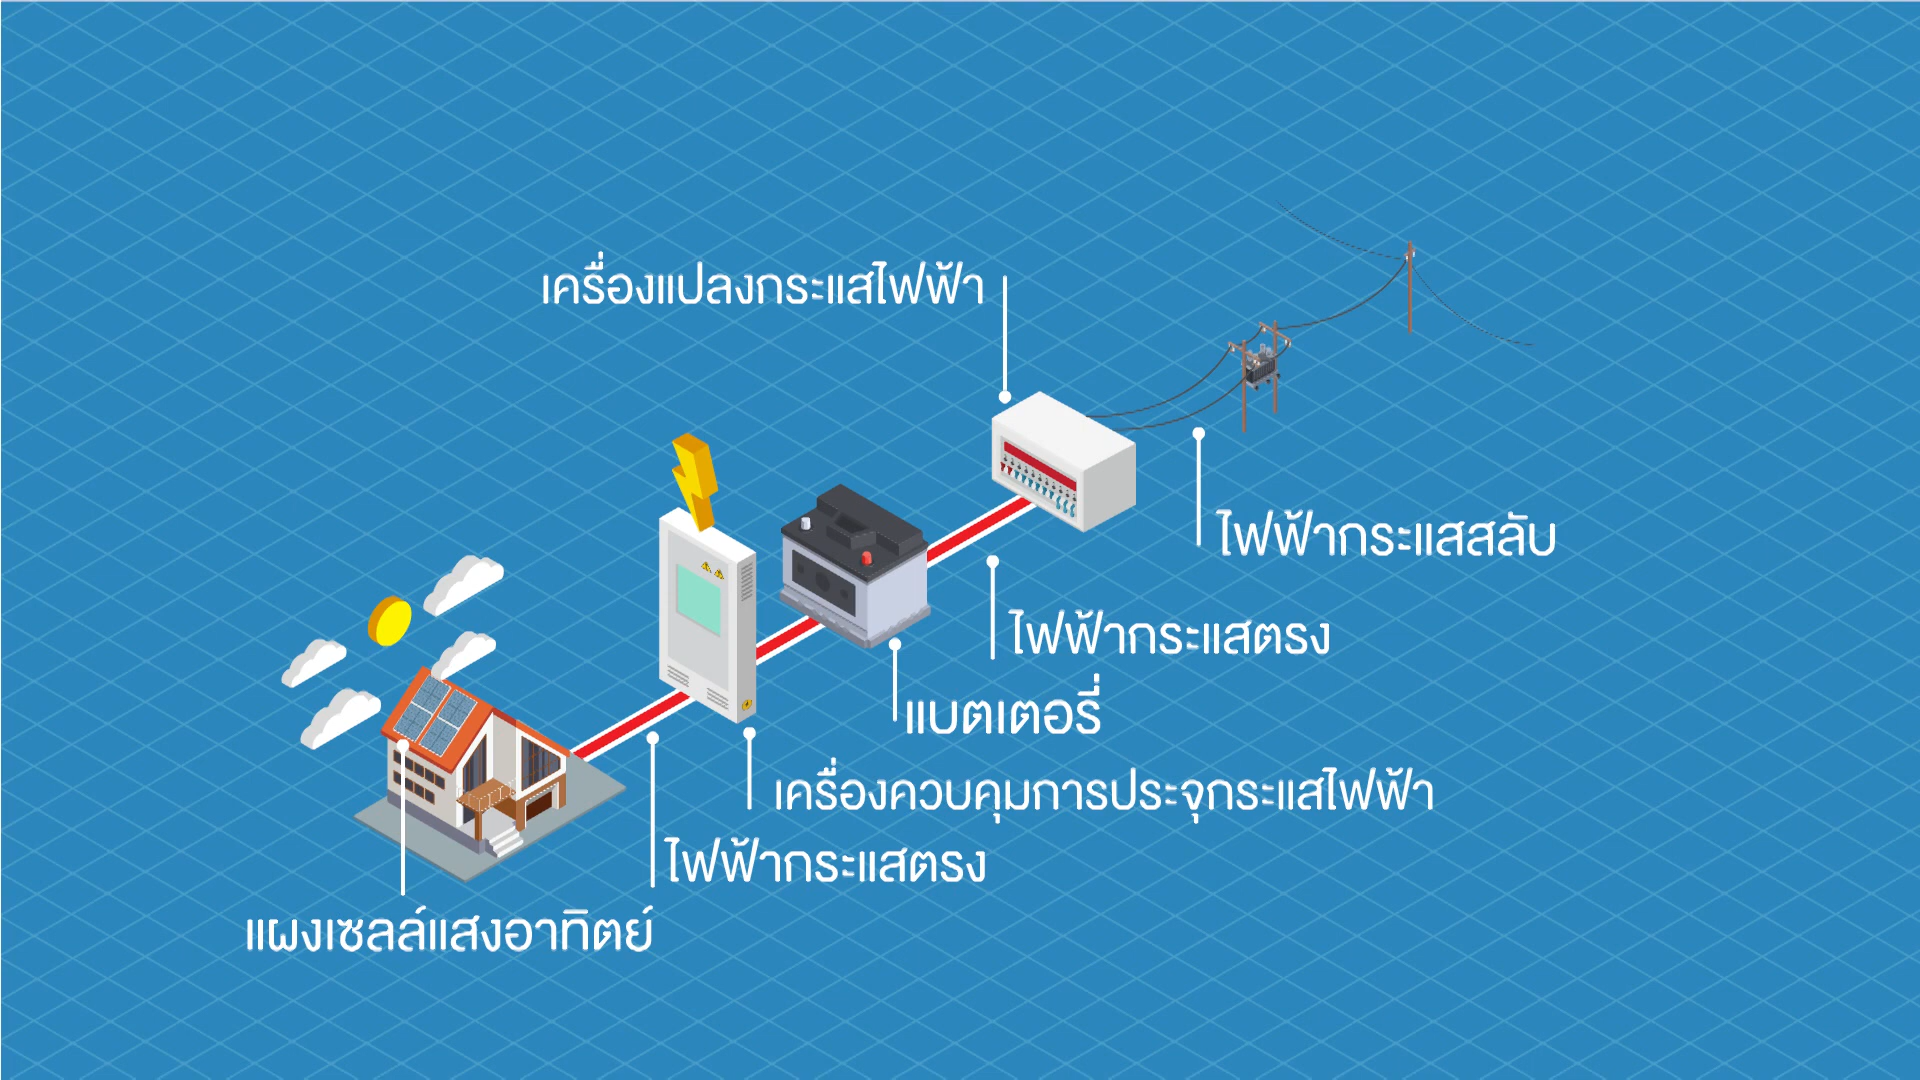 เครื่องแปลงกระแสไฟฟ้า
ไฟฟ้ากระแสสลับ
ไฟฟ้ากระแสตรง
แบตเตอรี่
เครื่องควบคุมการประจุกระแสไฟฟ้า
ไฟฟ้ากระแสตรง
แผงเซลล์แสงอาทิตย์